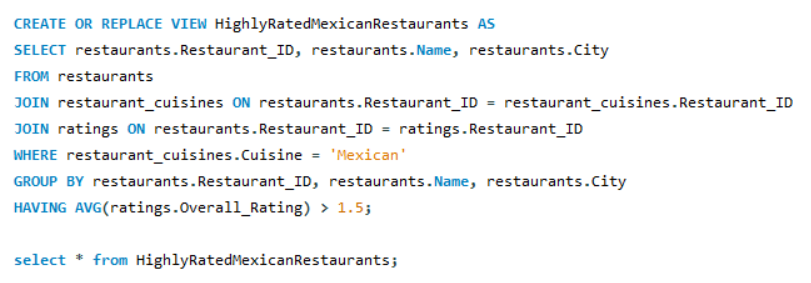 CREATE OR REPLACE VIEW HighlyRatedMexicanRestaurants AS
SELECT restaurants.Restaurant_ID, restaurants.Name, restaurants.City
FROM restaurants
JOIN restaurant_cuisines ON restaurants.Restaurant_ID = restaurant_cuisines.Restaurant_ID
JOIN ratings ON restaurants.Restaurant_ID = ratings.Restaurant_ID
WHERE restaurant_cuisines.Cuisine = 'Mexican'
GROUP BY restaurants.Restaurant_ID, restaurants.Name, restaurants.City
HAVING AVG(ratings.Overall_Rating) > 1.5;
select * from HighlyRatedMexicanRestaurants;